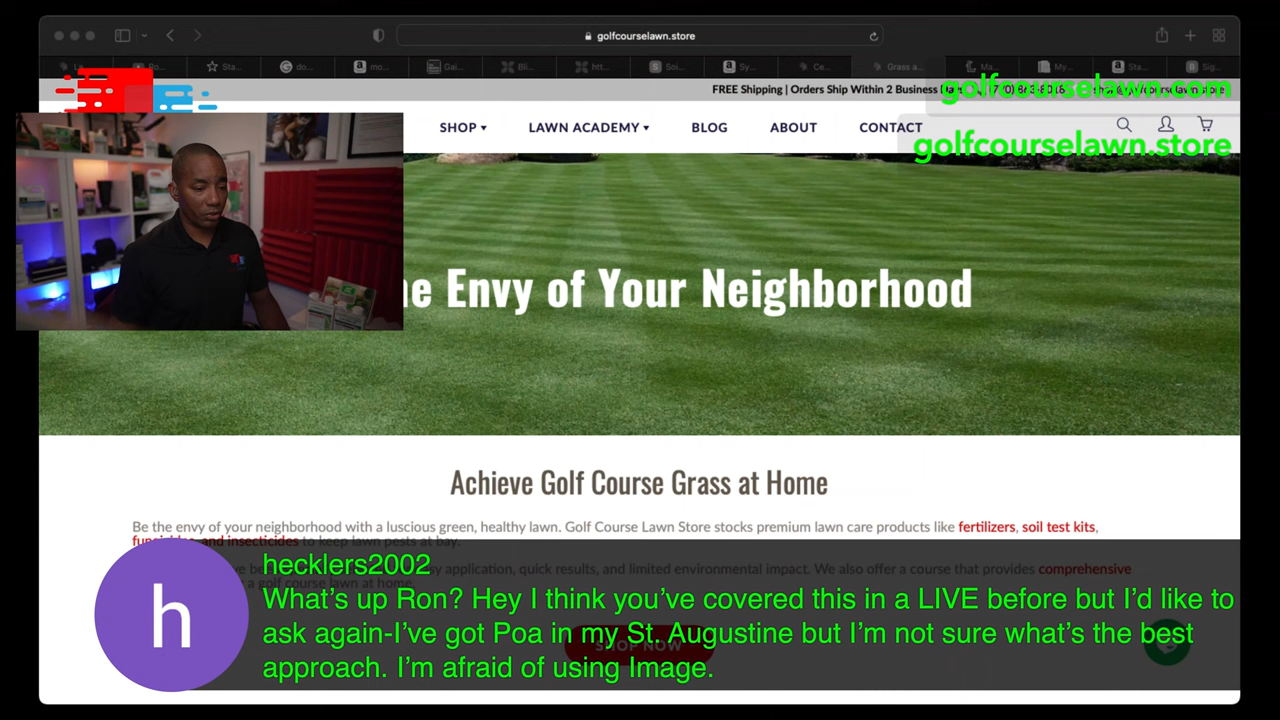 golfcourselawn.store
FREE Shipping | Orders Ship Within 2 Business
golfcourselawn.com
SHOP LAWN ACADEMY BLOG ABOUT CONTACT
golfcourselawn.store
Envy of Your Neighborhood
Achieve Golf Course Grass at Home
Be the envy of your neighborhood with a luscious green, healthy lawn. Golf Course Lawn Store stocks premium lawn care products like fertilizers, soil test kits,
and insecticides to keep lawn pests at bay.
application, quick results, and limited environmental impact. We also offer a course that provides comprehensive
a golf course lawn at home.
h
hecklers2002
What's up Ron? Hey I think you've covered this in a LIVE before but I'd like to
ask again-I've got Poa in my St. Augustine but I'm not sure what's the best
SHOP NOW
approach. I'm afraid of using Image.